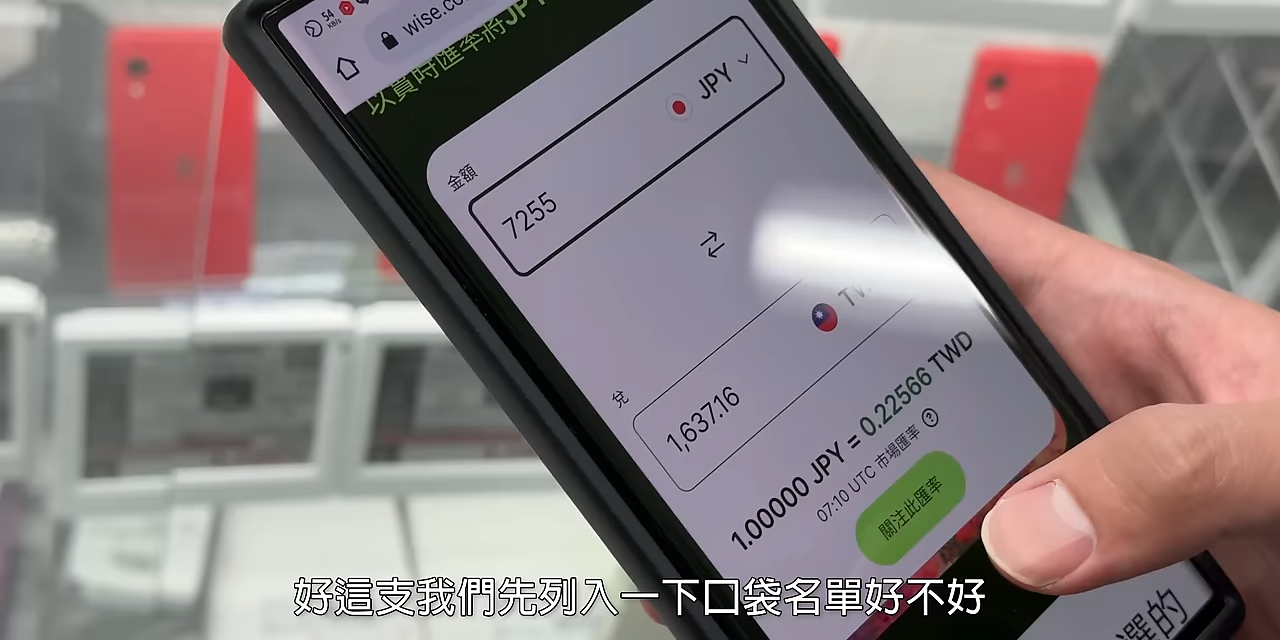 54
KB/s
wise.co
以實時匯率將JPY
金額
7255
JPY
兌
1,637.16
TW
1.00000 JPY = 0.22566 TWD
07:10 UTC 市場匯率
關注此匯率
選的
好這支我們先列入一下口袋名單好不好